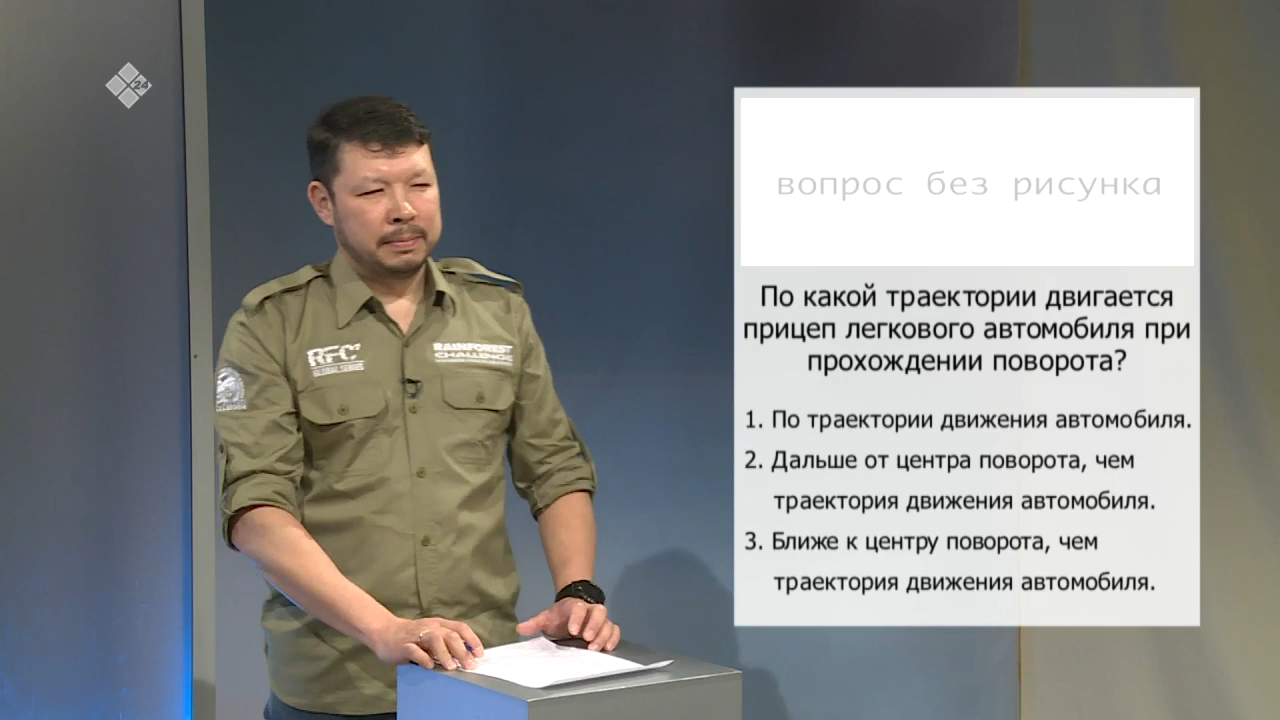 24
RFC
GLOBAL SERIES
RAINFOREST
CHALLENGE
вопрос без рисунка
По какой траектории двигается
прицеп легкового автомобиля при
прохождении поворота?
1. По траектории движения автомобиля.
2. Дальше от центра поворота, чем
траектория движения автомобиля.
3. Ближе к центру поворота, чем
траектория движения автомобиля.